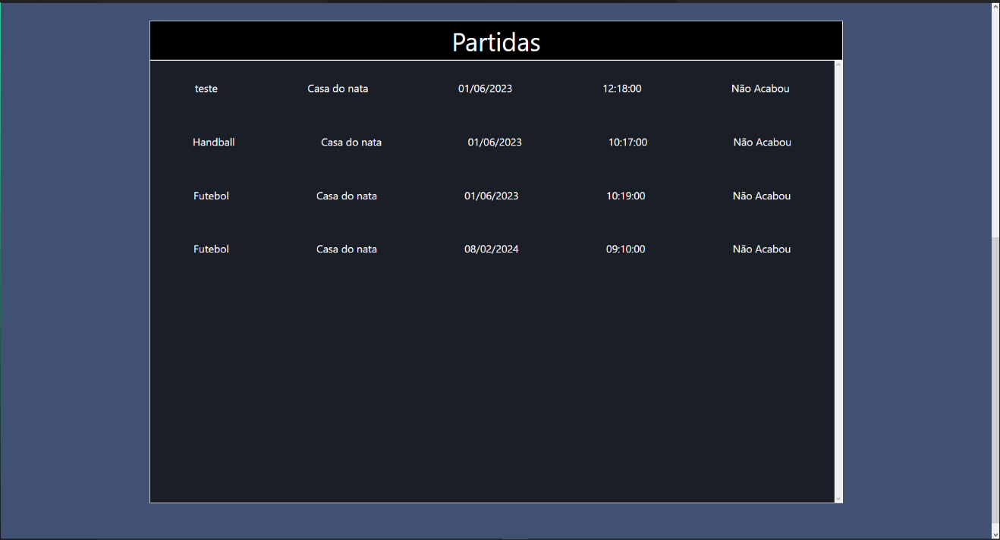 Partidas
teste Casa do nata 01/06/2023 12:18:00 Não Acabou
Handball Casa do nata 01/06/2023 10:17:00 Não Acabou
Futebol Casa do nata 01/06/2023 10:19:00 Não Acabou
Futebol Casa do nata 08/02/2024 09:10:00 Não Acabou